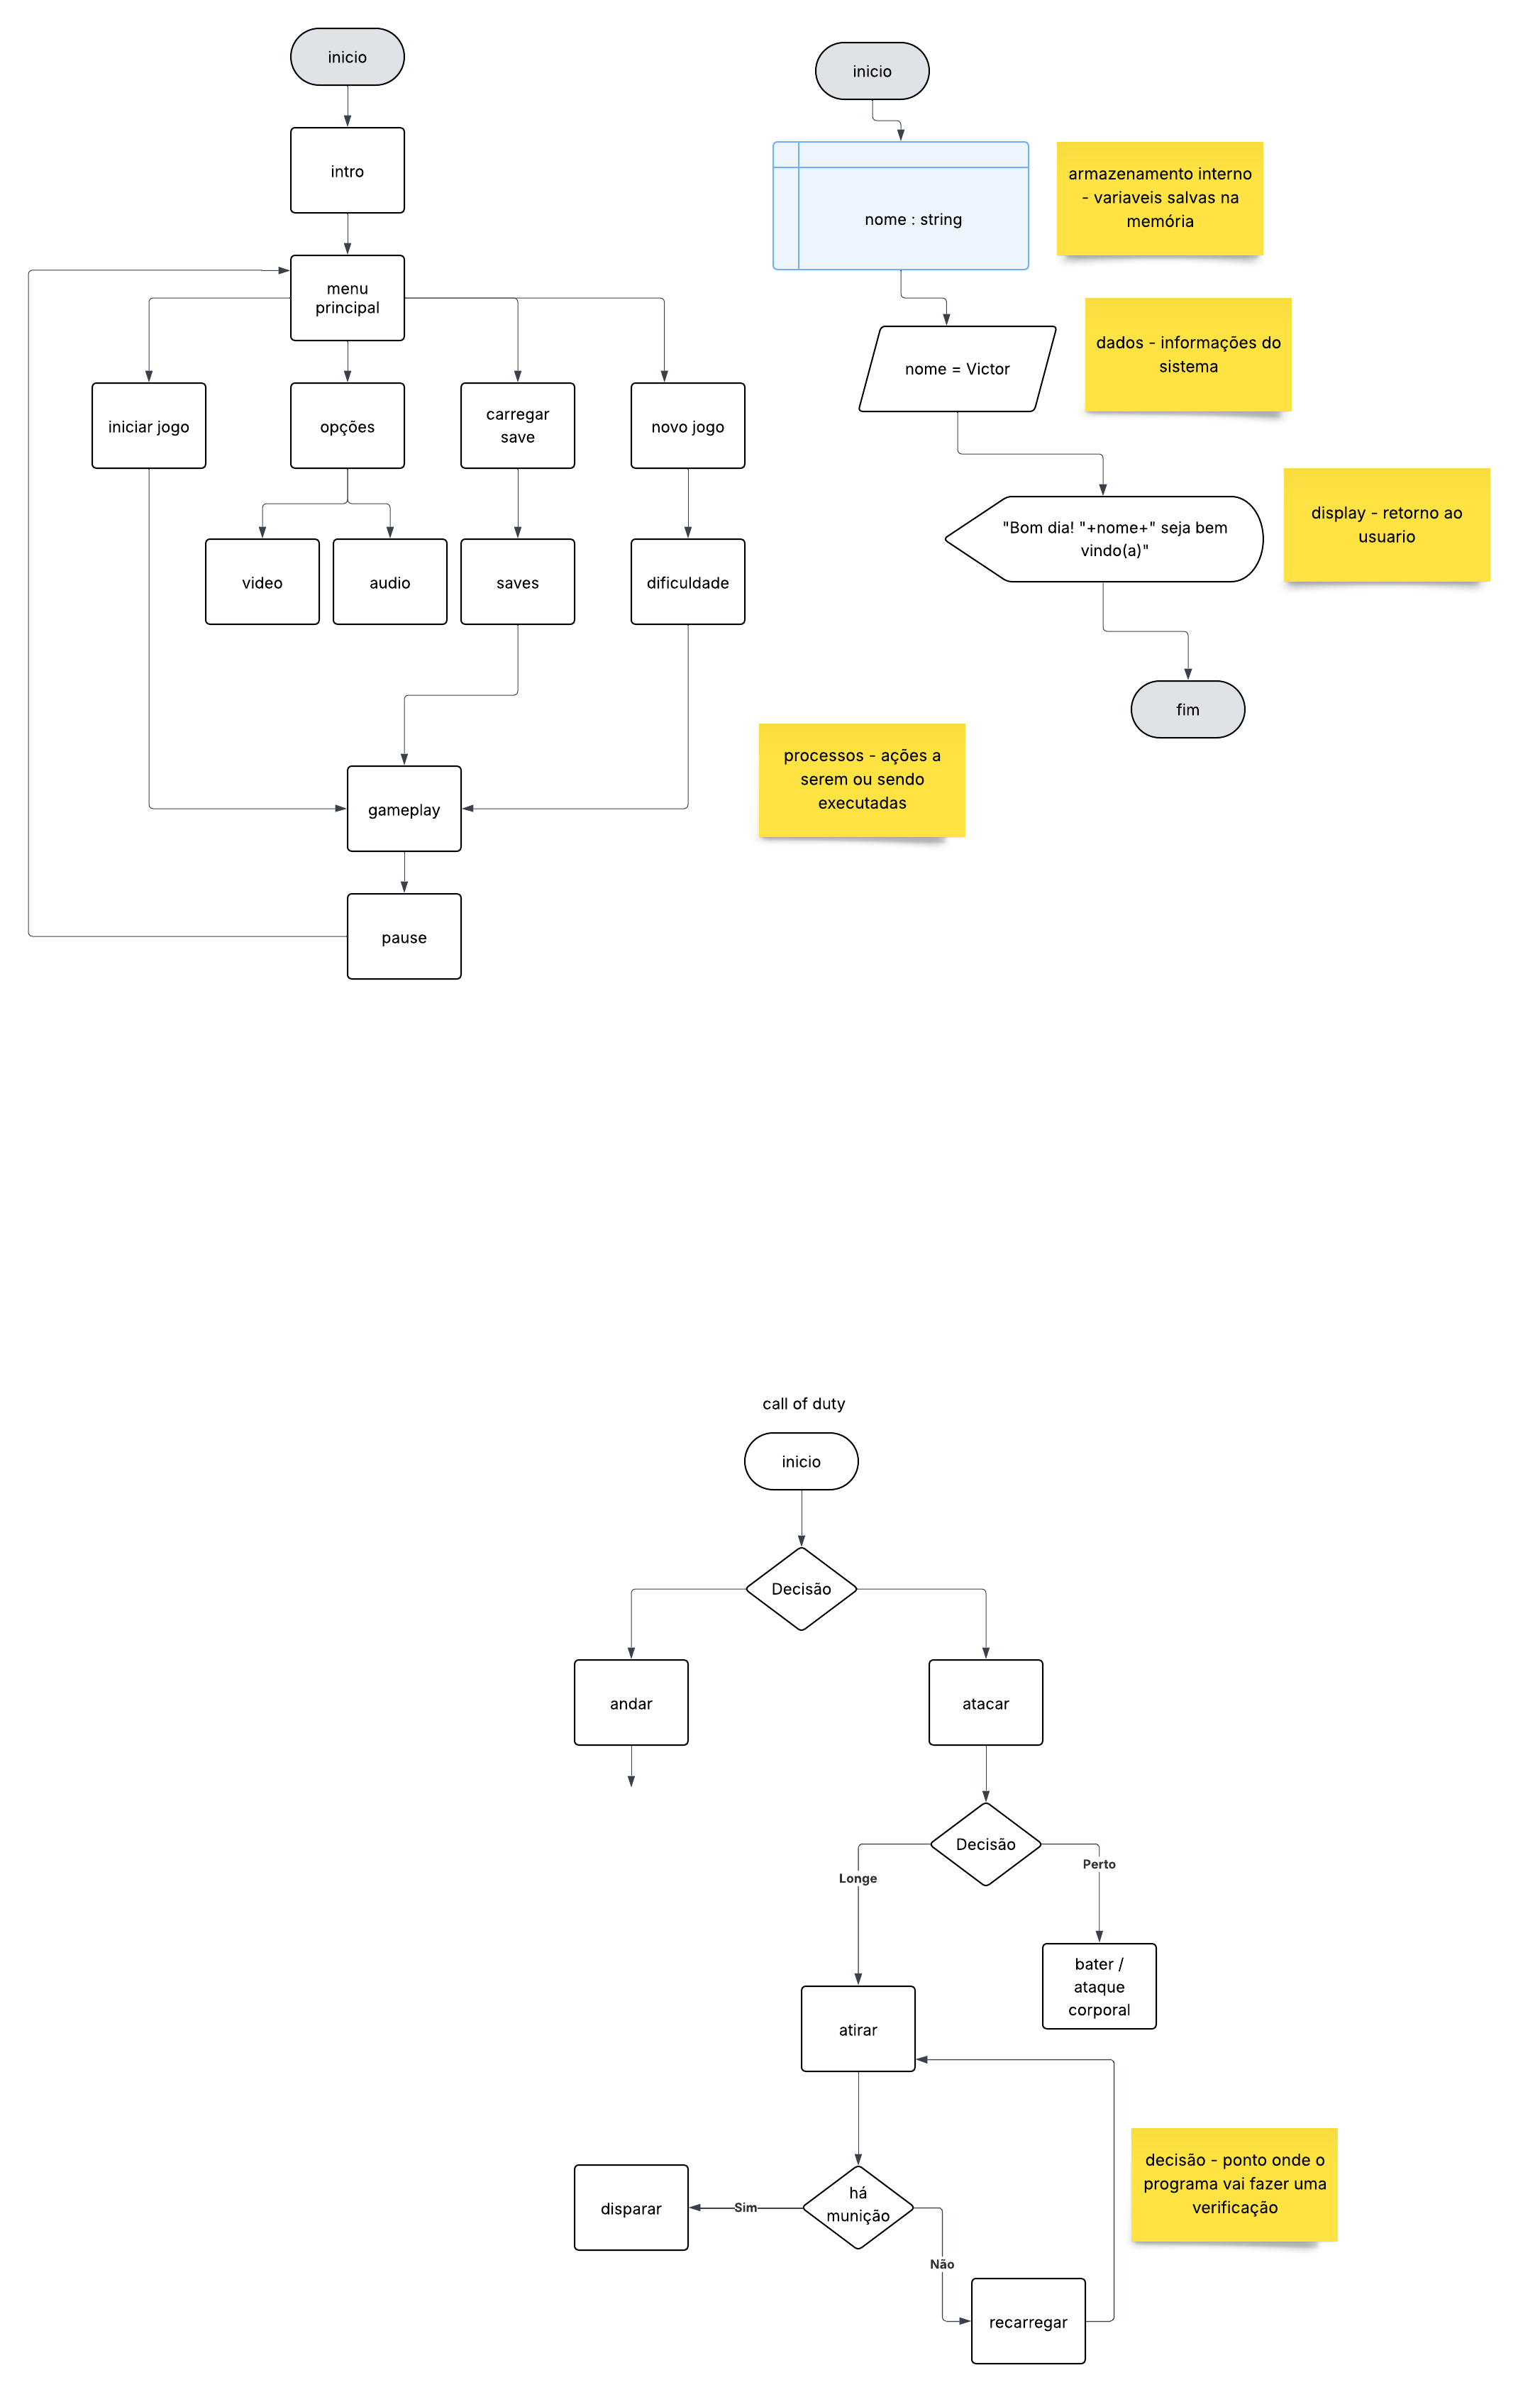 inicio
intro
menu
principal
iniciar jogo
opções
carregar
save
novo jogo
video
audio
saves
dificuldade
gameplay
pause
inicio
nome : string
armazenamento interno
- variaveis salvas na
memória
nome = Victor
dados - informações do
sistema
"Bom dia! "+nome+" seja bem
vindo(a)"
display - retorno ao
usuario
fim
processos - ações a
serem ou sendo
executadas
call of duty
inicio
Decisão
andar
atacar
Decisão
Longe
Perto
bater /
ataque
corporal
atirar
há
munição
Sim
disparar
Não
recarregar
decisão - ponto onde o
programa vai fazer uma
verificação